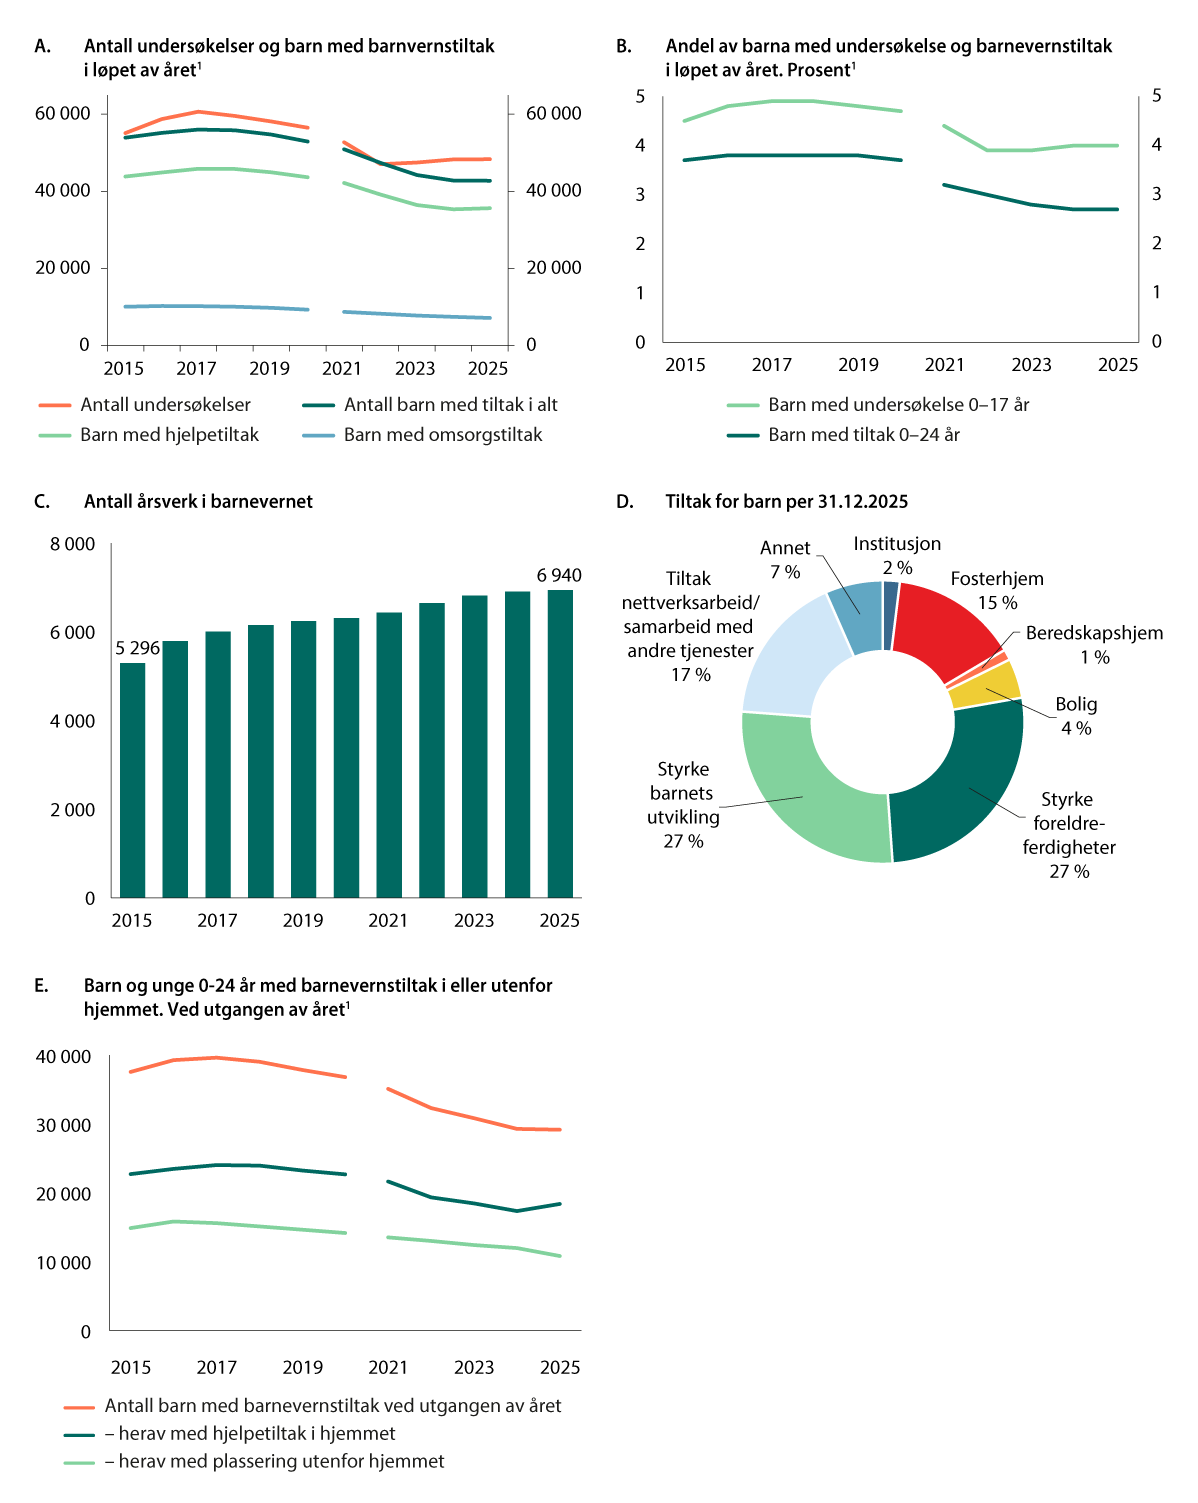 A. Antall undersøkelser og barn med barnvernstiltak
i løpet av året¹
60 000 60 000
40 000 40 000
20 000 20 000
0 0
2015 2017 2019 2021 2023 2025
Antall undersøkelser
Antall barn med tiltak i alt
Barn med hjelpetiltak
Barn med omsorgstiltak
B. Andel av barna med undersøkelse og barnevernstiltak
i løpet av året. Prosent¹
5 5
4 4
3 3
2 2
1 1
0 0
2015 2017 2019 2021 2023 2025
Barn med undersøkelse 0–17 år
Barn med tiltak 0–24 år
C. Antall årsverk i barnevernet
8 000
6 000
4 000
2 000
0
5 296
6 940
2015 2017 2019 2021 2023 2025
D. Tiltak for barn per 31.12.2025
Institusjon
2 %
Fosterhjem
15 %
Beredskapshjem
1 %
Bolig
4 %
Styrke
foreldre-
ferdigheter
27 %
Styrke
barnets
utvikling
27 %
Tiltak
nettverksarbeid/
samarbeid med
andre tjenester
17 %
Annet
7 %
E. Barn og unge 0-24 år med barnevernstiltak i eller utenfor
hjemmet. Ved utgangen av året¹
40 000
30 000
20 000
10 000
0
2015 2017 2019 2021 2023 2025
Antall barn med barnevernstiltak ved utgangen av året
– herav med hjelpetiltak i hjemmet
– herav med plassering utenfor hjemmet